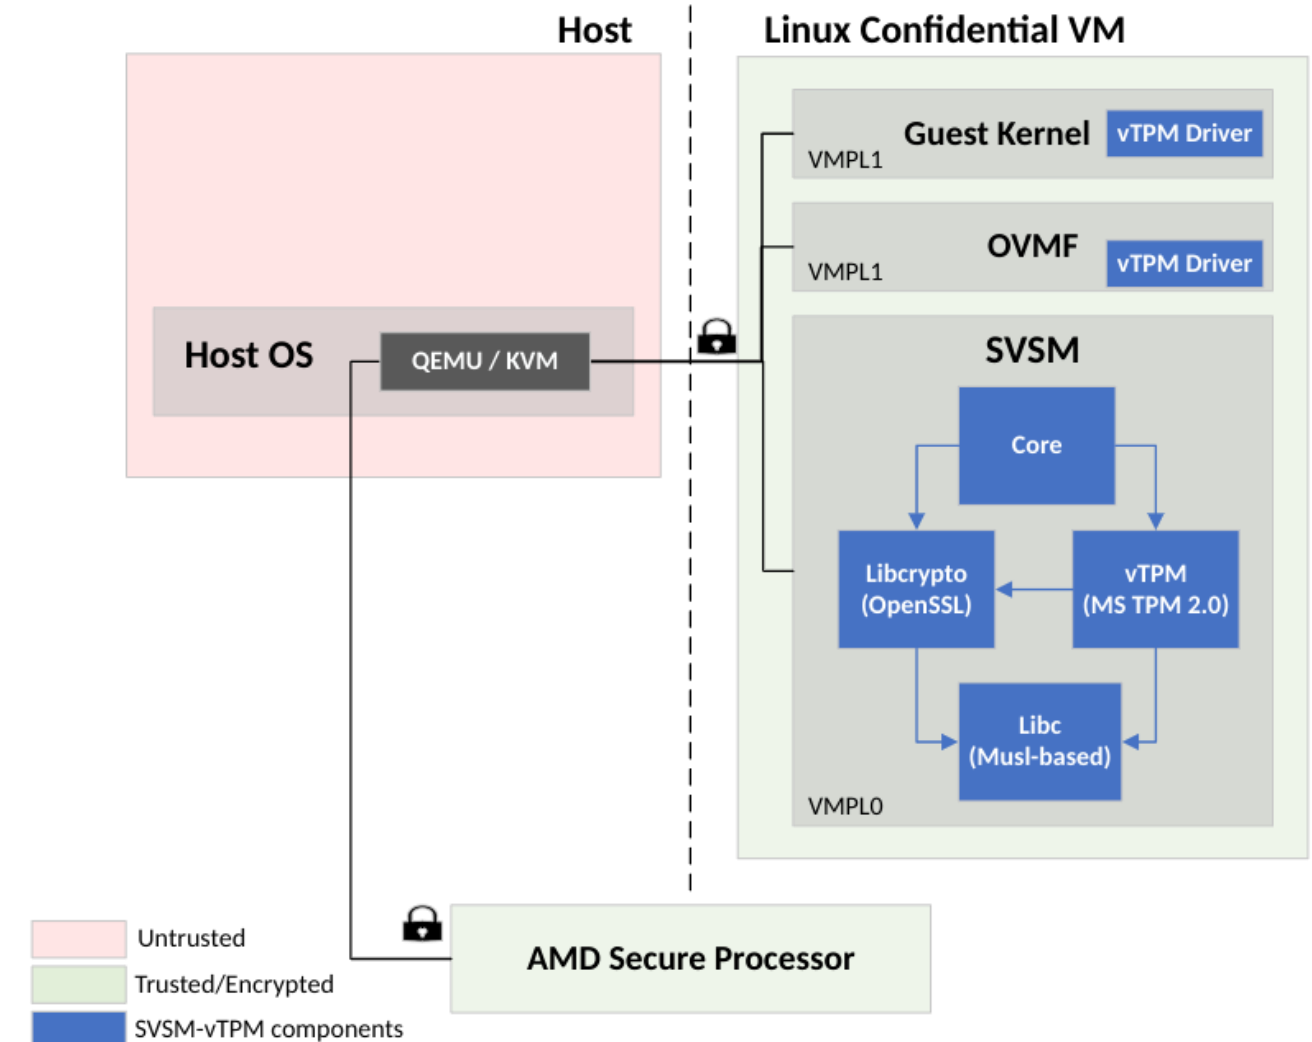 Host
Linux Confidential VM
Guest Kernel
vTPM Driver
VMPL1
OVMF
vTPM Driver
VMPL1
Host OS
QEMU / KVM
SVSM
Core
Libcrypto
(OpenSSL)
vTPM
(MS TPM 2.0)
Libc
(Musl-based)
VMPL0
AMD Secure Processor
Untrusted
Trusted/Encrypted
SVSM-vTPM components